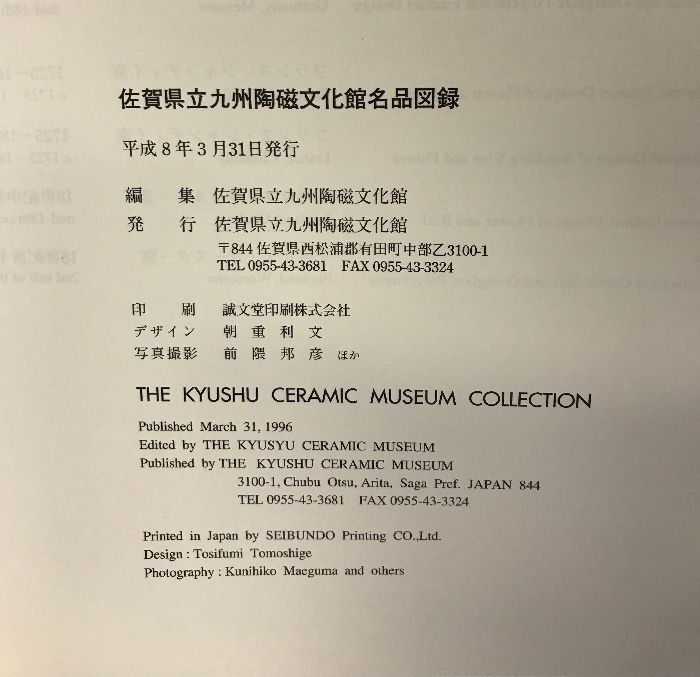 佐賀県立九州陶磁文化館名品図録
平成8年3月31日発行
編　集　佐賀県立九州陶磁文化館
発　行　佐賀県立九州陶磁文化館
〒844 佐賀県西松浦郡有田町中部乙3100-1
TEL 0955-43-3681　FAX 0955-43-3324
印　刷　誠文堂印刷株式会社
デザイン　朝重利文
写真撮影　前隈邦彦 ほか
THE KYUSHU CERAMIC MUSEUM COLLECTION
Published March 31, 1996
Edited by THE KYUSYU CERAMIC MUSEUM
Published by THE KYUSHU CERAMIC MUSEUM
3100-1, Chubu Otsu, Arita, Saga Pref. JAPAN 844
TEL 0955-43-3681　FAX 0955-43-3324
Printed in Japan by SEIBUNDO Printing CO.,Ltd.
Design : Tosifumi Tomoshige
Photography : Kunihiko Maeguma and others